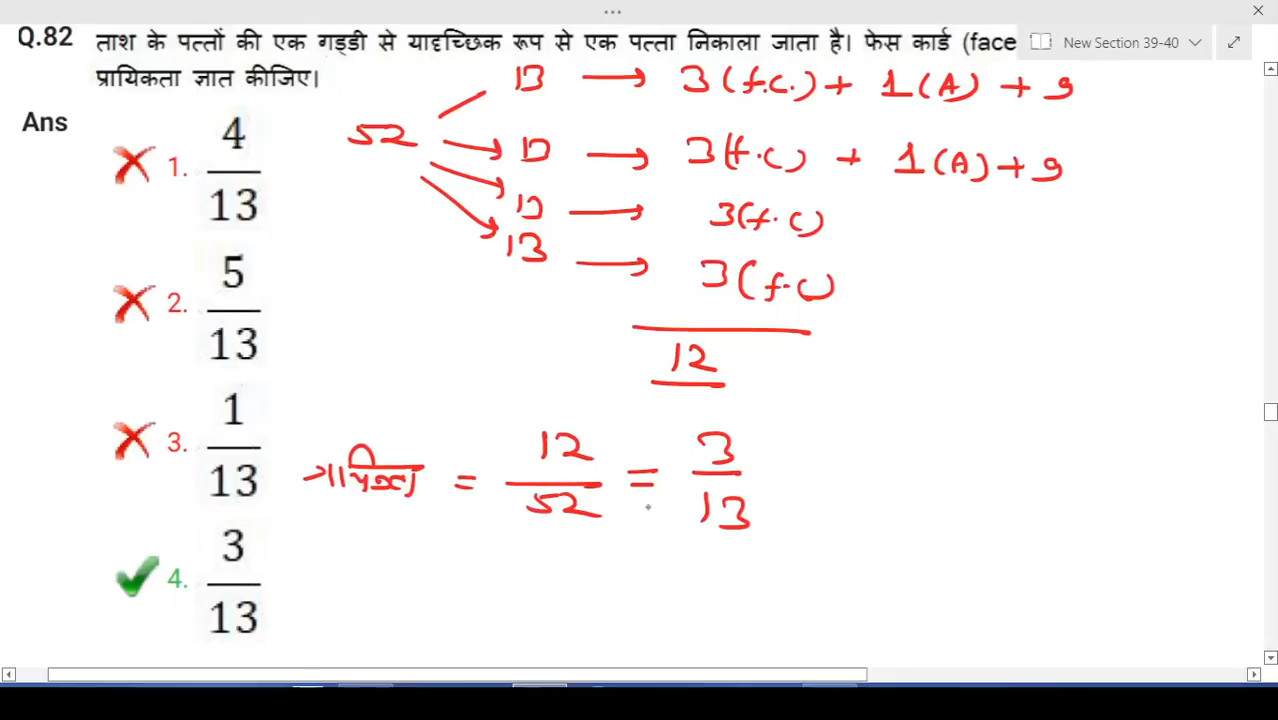 Q.82 ताश के पत्तों की एक गड्डी से यादृच्छिक रूप से एक पत्ता निकाला जाता है। फेस कार्ड (face
New Section 39-40
प्रायिकता ज्ञात कीजिए।
Ans
1. 4/13
2. 5/13
3. 1/13
4. 3/13
52
13 → 3(f.c.) + 1(A) + 9
13 → 3(f.c) + 1(A) + 9
13 → 3(f.c)
13 → 3(f.c)
12
प्रायिकता = 12/52 = 3/13